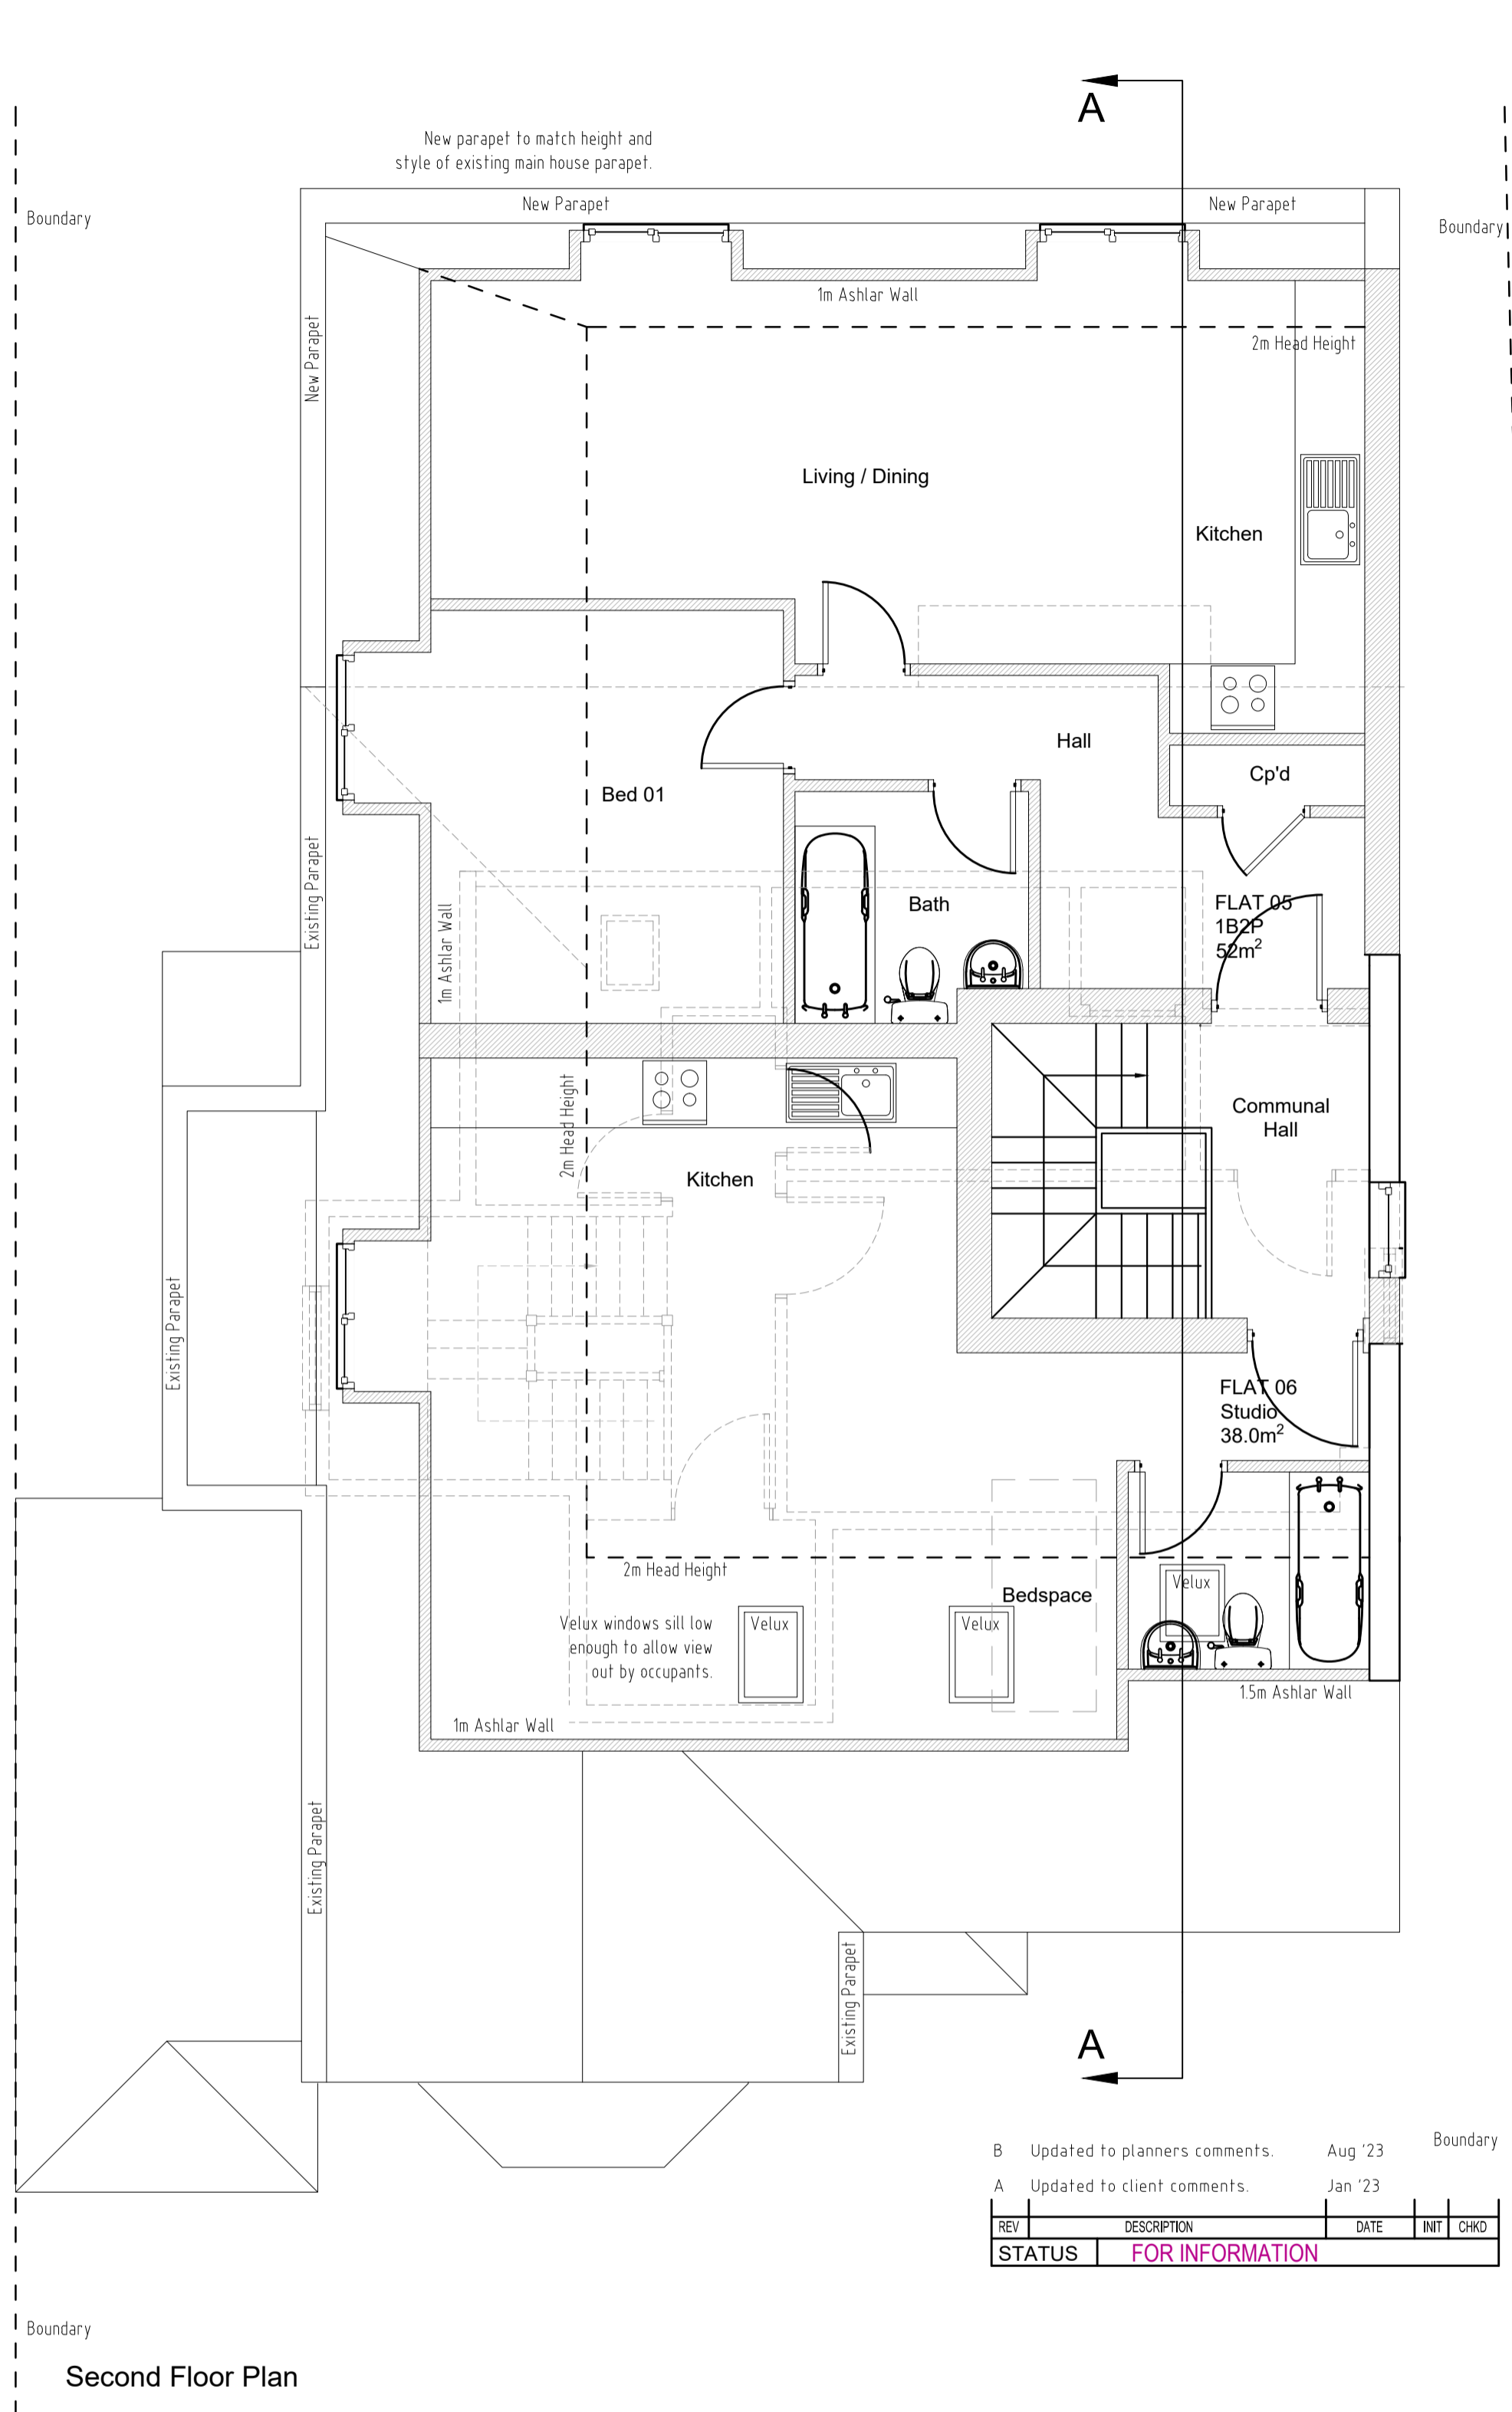 A
New parapet to match height and
style of existing main house parapet.
New Parapet
New Parapet
Boundary
Boundary
1m Ashlar Wall
New Parapet
2m Head Height
Living / Dining
Kitchen
Hall
Cp'd
Bed 01
Existing Parapet
1m Ashlar Wall
Bath
FLAT 05
1B2P
52m²
Communal
Hall
2m Head Height
Kitchen
Existing Parapet
FLAT 06
Studio
38.0m²
2m Head Height
Bedspace
Velux
Velux windows sill low
enough to allow view
out by occupants.
Velux
Velux
1.5m Ashlar Wall
1m Ashlar Wall
Existing Parapet
Existing Parapet
A
Boundary
B Updated to planners comments. Aug '23
A Updated to client comments. Jan '23
REV DESCRIPTION DATE INIT CHKD
STATUS FOR INFORMATION
Boundary
Second Floor Plan